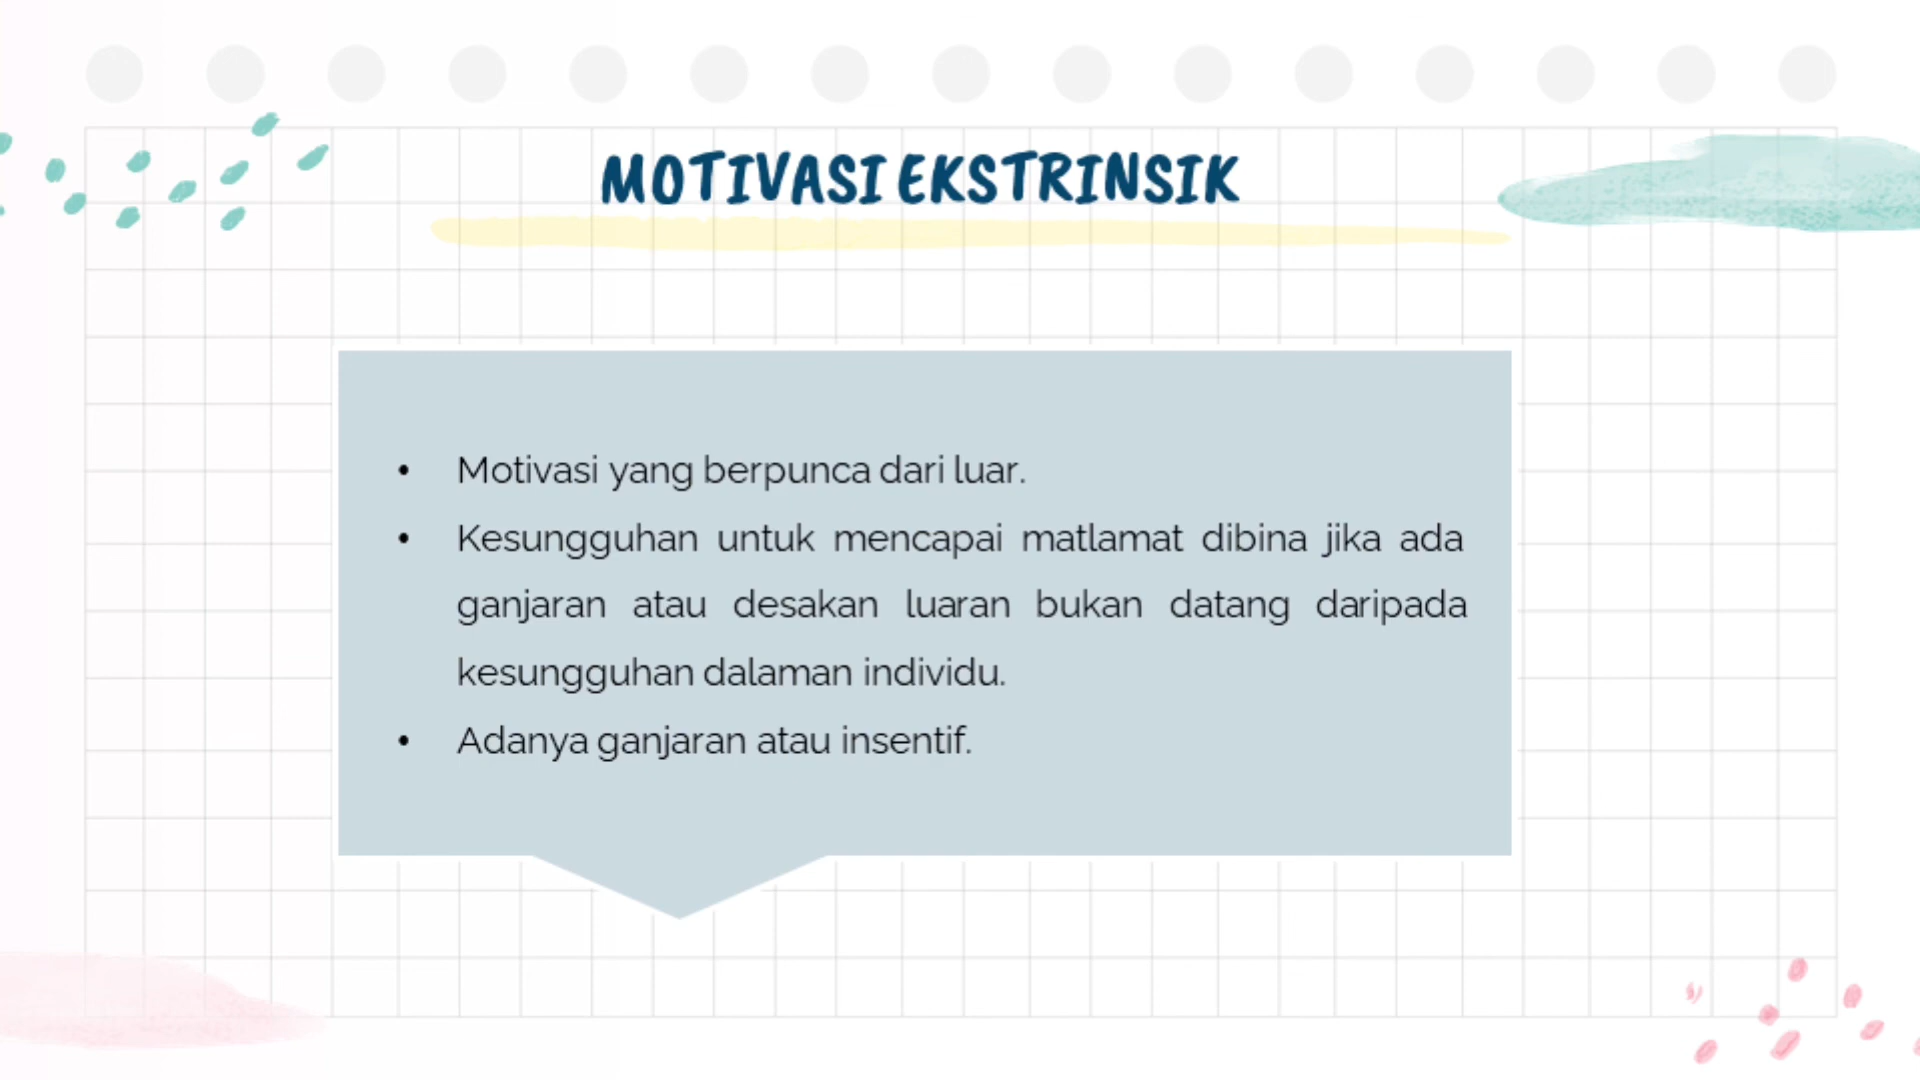 MOTIVASI EKSTRINSIK
• Motivasi yang berpunca dari luar.
• Kesungguhan untuk mencapai matlamat dibina jika ada
ganjaran atau desakan luaran bukan datang daripada
kesungguhan dalaman individu.
• Adanya ganjaran atau insentif.